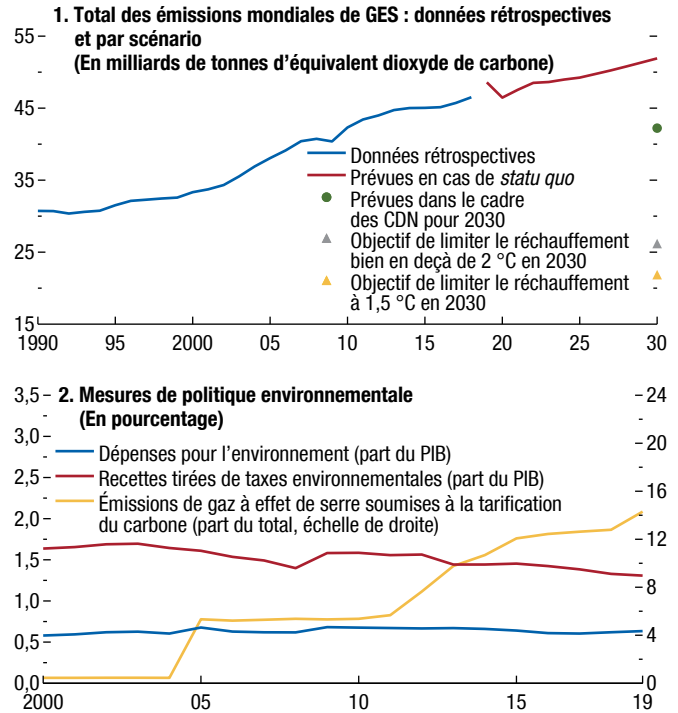 1. Total des émissions mondiales de GES : données rétrospectives
et par scénario
(En milliards de tonnes d'équivalent dioxyde de carbone)
55
45
35
25
15
Données rétrospectives
Prévues en cas de statu quo
Prévues dans le cadre
des CDN pour 2030
Objectif de limiter le réchauffement
bien en deçà de 2 °C en 2030
Objectif de limiter le réchauffement
à 1,5 °C en 2030
1990 95 2000 05 10 15 20 25 30
2. Mesures de politique environnementale
(En pourcentage)
3,5
3,0
2,5
2,0
1,5
1,0
0,5
0,0
Dépenses pour l'environnement (part du PIB)
Recettes tirées de taxes environnementales (part du PIB)
Émissions de gaz à effet de serre soumises à la tarification
du carbone (part du total, échelle de droite)
24
20
16
12
8
4
0
2000 05 10 15 19